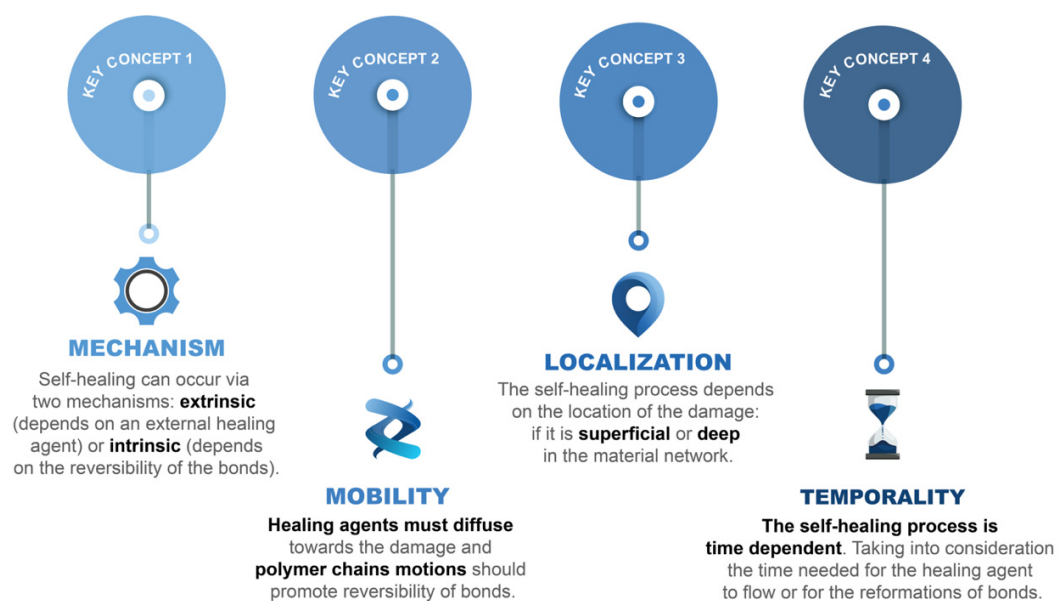 KEY CONCEPT 1
MECHANISM
Self-healing can occur via
two mechanisms: extrinsic
(depends on an external healing
agent) or intrinsic (depends
on the reversibility of the bonds).
KEY CONCEPT 2
MOBILITY
Healing agents must diffuse
towards the damage and
polymer chains motions should
promote reversibility of bonds.
KEY CONCEPT 3
LOCALIZATION
The self-healing process depends
on the location of the damage:
if it is superficial or deep
in the material network.
KEY CONCEPT 4
TEMPORALITY
The self-healing process is
time dependent. Taking into consideration
the time needed for the healing agent
to flow or for the reformations of bonds.